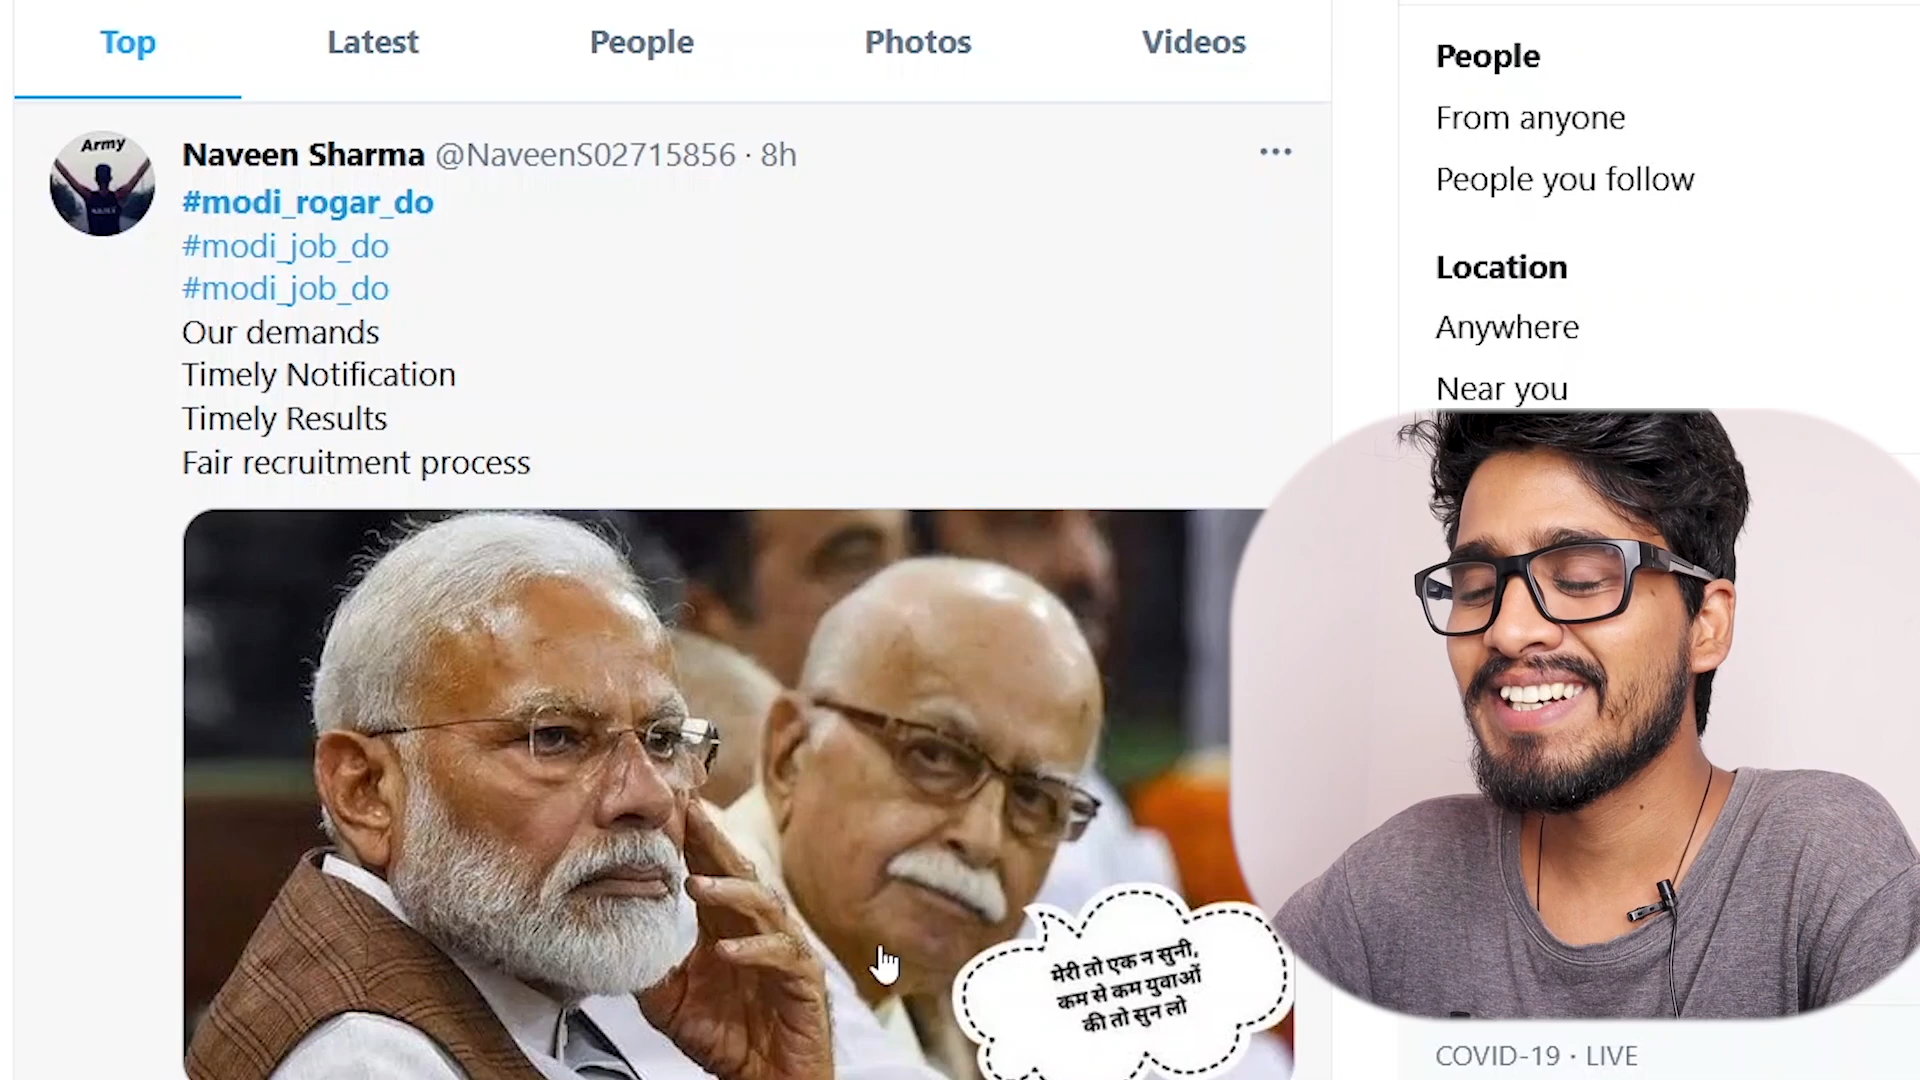 Top
Latest
People
Photos
Videos
Army
Naveen Sharma @NaveenS02715856 · 8h
#modi_rogar_do
#modi_job_do
#modi_job_do
Our demands
Timely Notification
Timely Results
Fair recruitment process
मेरी तो एक न सुनी,
कम से कम युवाओं
की तो सुन लो
People
From anyone
People you follow
Location
Anywhere
Near you
COVID-19 · LIVE